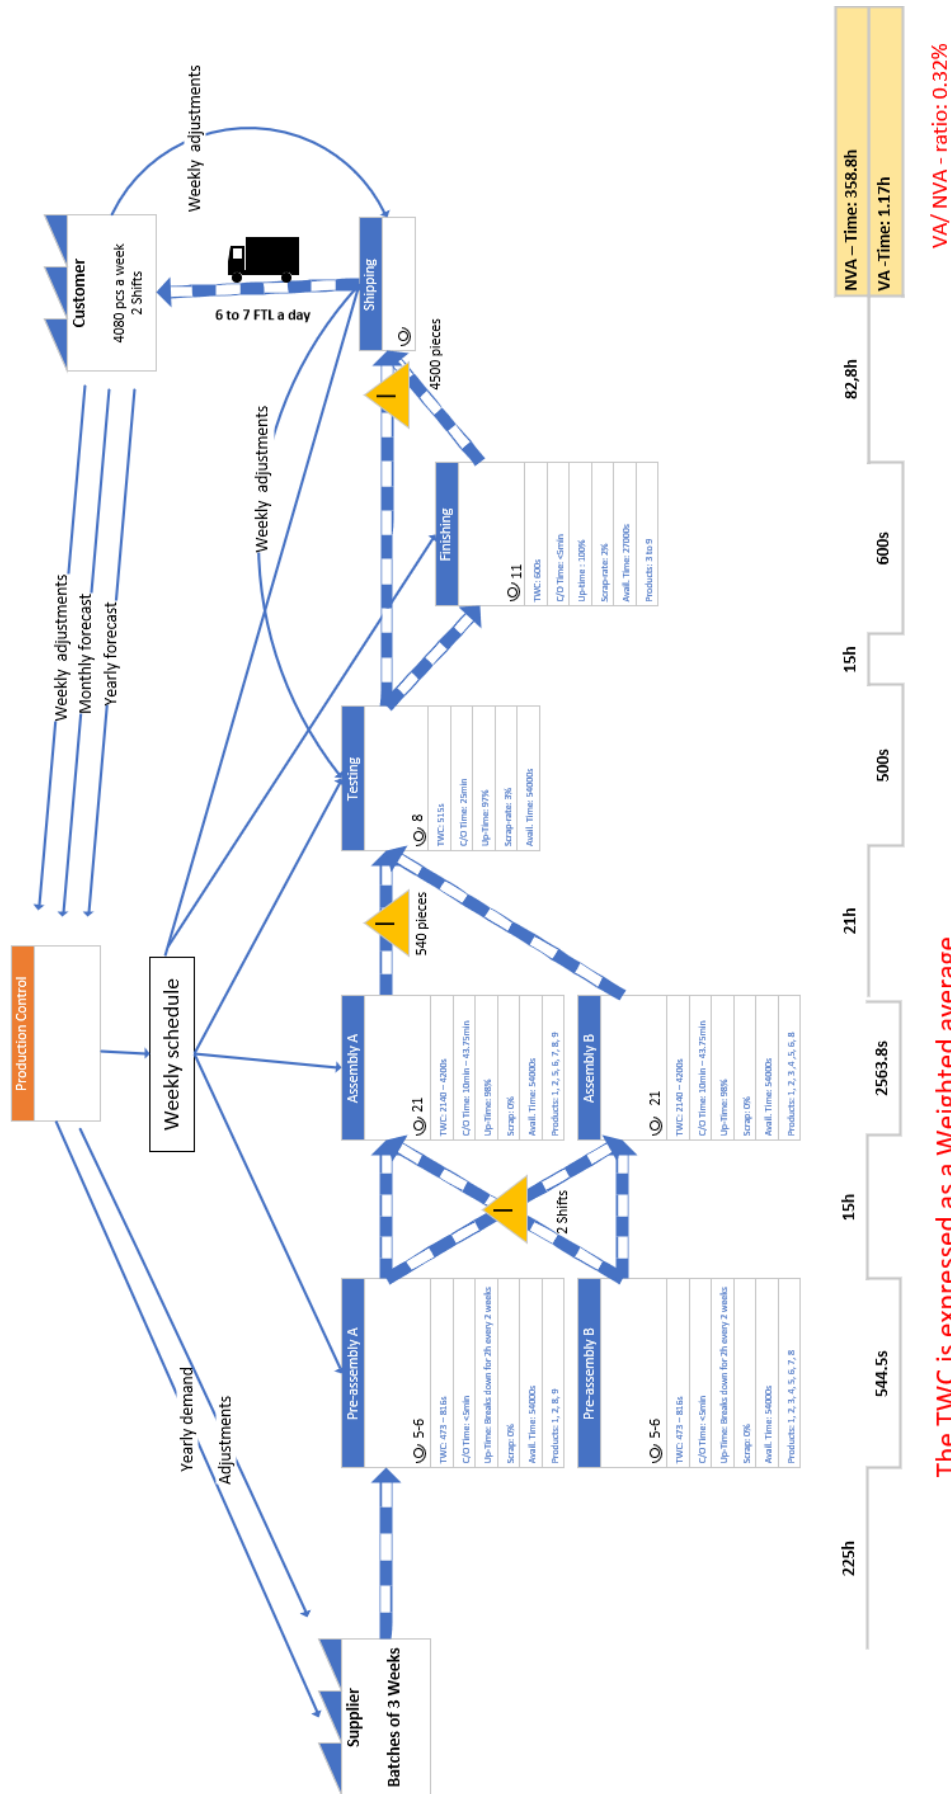 Production Control
Weekly adjustments
Monthly forecast
Yearly forecast
Customer
4080 pcs a week
2 Shifts
Weekly adjustments
Weekly schedule
Yearly demand
Adjustments
Weekly adjustments
6 to 7 FTL a day
Supplier
Batches of 3 Weeks
Pre-assembly A
5-6
TWC: 473 – 816s
C/O Time: <5min
Up-Time: Breaks down for 2h every 2 weeks
Scrap: 0%
Avail. Time: 54000s
Products: 1, 2, 8, 9
Pre-assembly B
5-6
TWC: 473 – 816s
C/O Time: <5min
Up-Time: Breaks down for 2h every 2 weeks
Scrap: 0%
Avail. Time: 54000s
Products: 1, 2, 3, 4, 5, 6, 7, 8
I
2 Shifts
Assembly A
21
TWC: 2140 – 4200s
C/O Time: 10min – 43.75min
Up-Time: 98%
Scrap: 0%
Avail. Time: 54000s
Products: 1, 2, 5, 6, 7, 8, 9
Assembly B
21
TWC: 2140 – 4200s
C/O Time: 10min – 43.75min
Up-Time: 98%
Scrap: 0%
Avail. Time: 54000s
Products: 1, 2, 3 ,4 ,5, 6, 8
I
540 pieces
Testing
8
TWC: 515s
C/O Time: 25min
Up-Time: 97%
Scrap-rate: 3%
Avail. Time: 54000s
Finishing
11
TWC: 600s
C/O Time: <5min
Up-time : 100%
Scrap-rate: 2%
Avail. Time: 27000s
Products: 3 to 9
I
4500 pieces
Shipping
225h
544.5s
15h
2563.8s
21h
500s
15h
600s
82,8h
NVA – Time: 358.8h
VA -Time: 1.17h
VA/ NVA - ratio: 0.32%
The TWC is expressed as a Weighted average